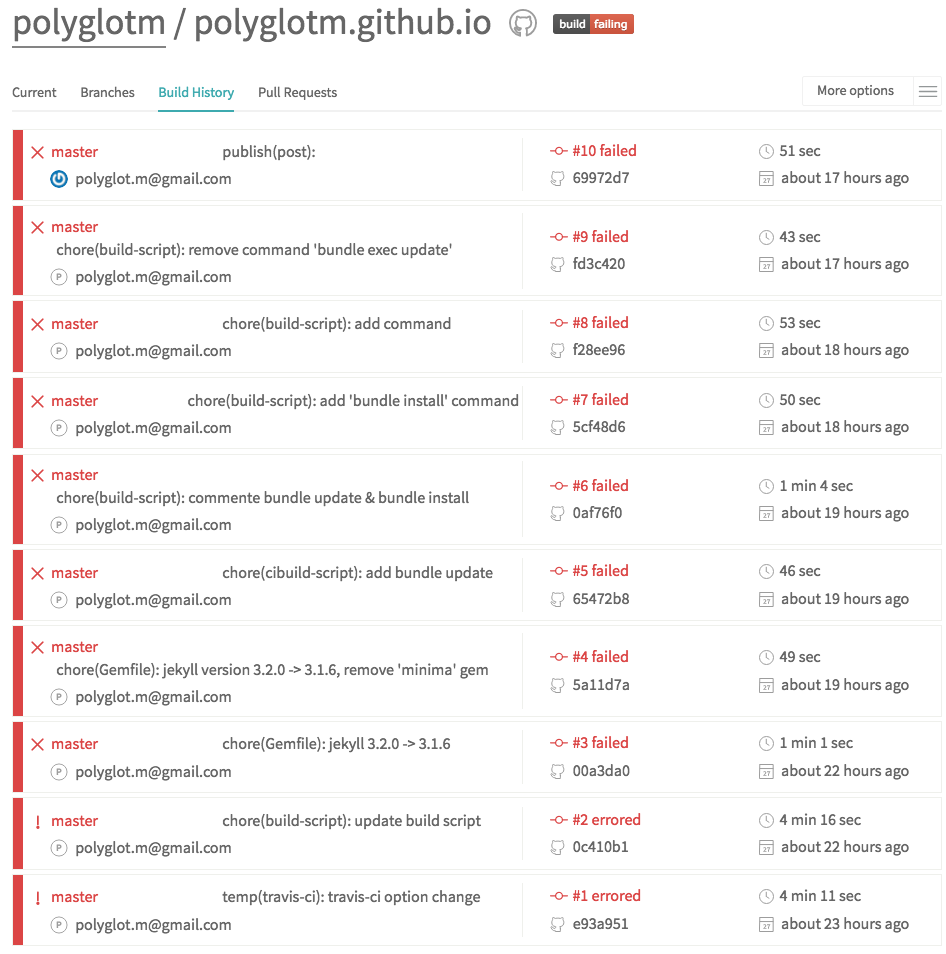 polyglotm / polyglotm.github.io build failing
Current Branches Build History Pull Requests More options
master publish(post): #10 failed 51 sec
polyglot.m@gmail.com 69972d7 27 about 17 hours ago
master
chore(build-script): remove command 'bundle exec update' #9 failed 43 sec
P polyglot.m@gmail.com fd3c420 27 about 17 hours ago
master chore(build-script): add command #8 failed 53 sec
P polyglot.m@gmail.com f28ee96 27 about 18 hours ago
master chore(build-script): add 'bundle install' command #7 failed 50 sec
P polyglot.m@gmail.com 5cf48d6 27 about 18 hours ago
master
chore(build-script): commente bundle update & bundle install #6 failed 1 min 4 sec
P polyglot.m@gmail.com 0af76f0 27 about 19 hours ago
master chore(cibuild-script): add bundle update #5 failed 46 sec
P polyglot.m@gmail.com 65472b8 27 about 19 hours ago
master
chore(Gemfile): jekyll version 3.2.0 -> 3.1.6, remove 'minima' gem #4 failed 49 sec
P polyglot.m@gmail.com 5a11d7a 27 about 19 hours ago
master chore(Gemfile): jekyll 3.2.0 -> 3.1.6 #3 failed 1 min 1 sec
P polyglot.m@gmail.com 00a3da0 27 about 22 hours ago
! master chore(build-script): update build script #2 errored 4 min 16 sec
P polyglot.m@gmail.com 0c410b1 27 about 22 hours ago
! master temp(travis-ci): travis-ci option change #1 errored 4 min 11 sec
P polyglot.m@gmail.com e93a951 27 about 23 hours ago